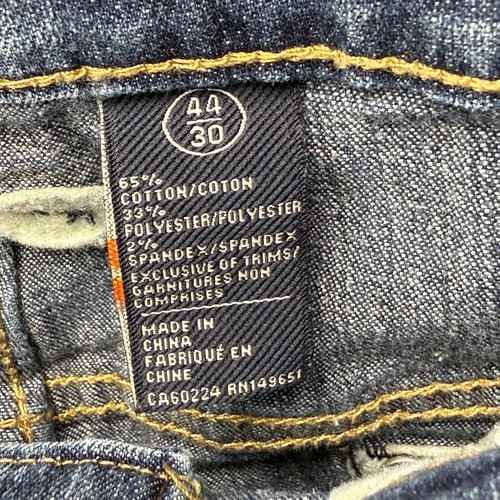 44
30
65%
COTTON/COTON
33%
POLYESTER/POLYESTER
2%
SPANDEX/SPANDEX
EXCLUSIVE OF TRIMS/
GARNITURES NON
COMPRISES
MADE IN
CHINA
FABRIQUÉ EN
CHINE
CA60224 RN149651